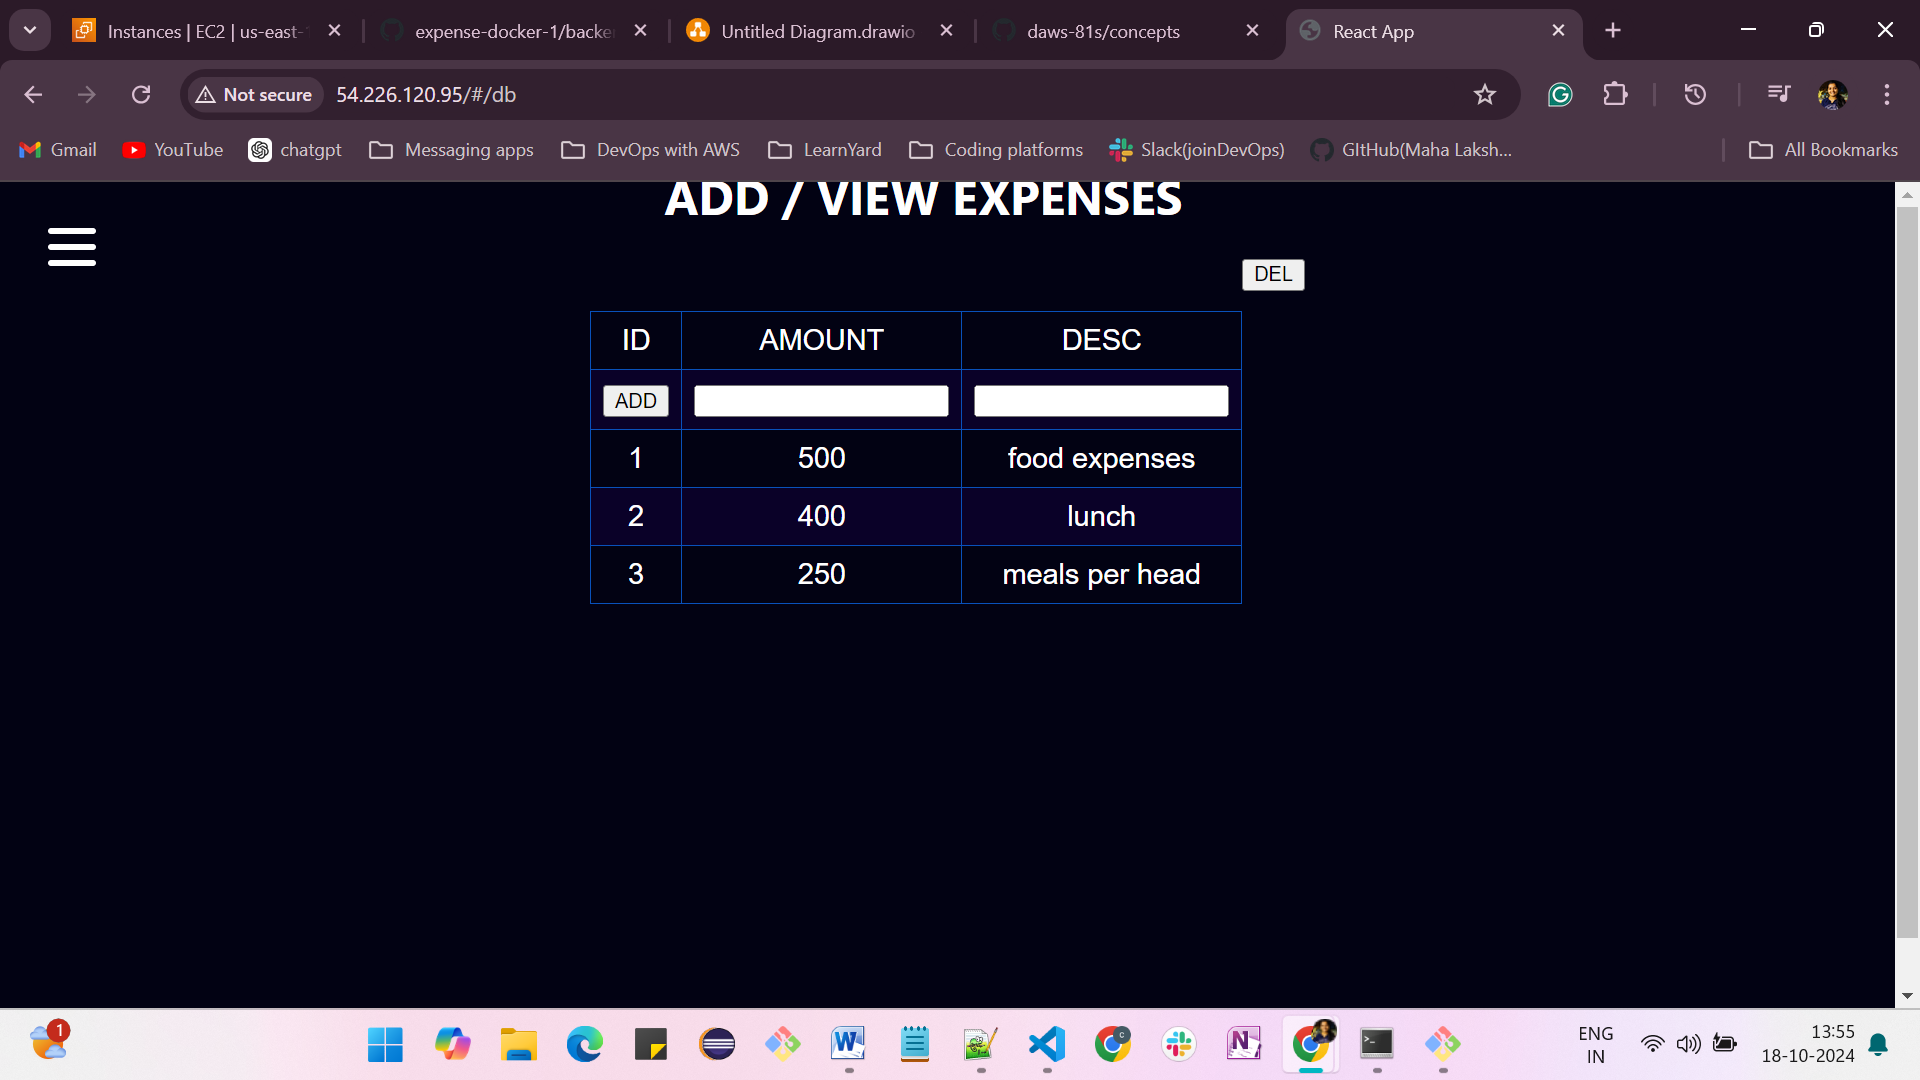 Instances | EC2 | us-east-1
expense-docker-1/backe
Untitled Diagram.drawio
daws-81s/concepts
React App
Not secure
54.226.120.95/#/db
Gmail
YouTube
chatgpt
Messaging apps
DevOps with AWS
LearnYard
Coding platforms
Slack(joinDevOps)
GItHub(Maha Laksh...
All Bookmarks
ADD / VIEW EXPENSES
DEL
ID AMOUNT DESC
ADD
1 500 food expenses
2 400 lunch
3 250 meals per head
1
ENG
IN
13:55
18-10-2024